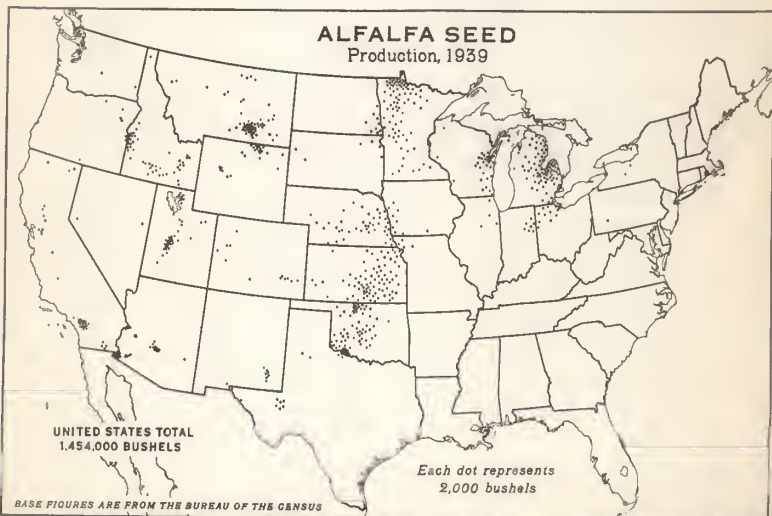 ALFALFA SEED
Production, 1939
UNITED STATES TOTAL
1.454,000 BUSHELS
Each dot represents
2,000 bushels
BASE FIGURES ARE FROM THE BUREAU OF THE CENSUS